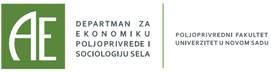 AE
DEPARTMAN ZA
EKONOMIKU
POLJOPRIVREDE I
SOCIOLOGIJU SELA
POLJOPRIVREDNI FAKULTET
UNIVERZITET U NOVOM SADU